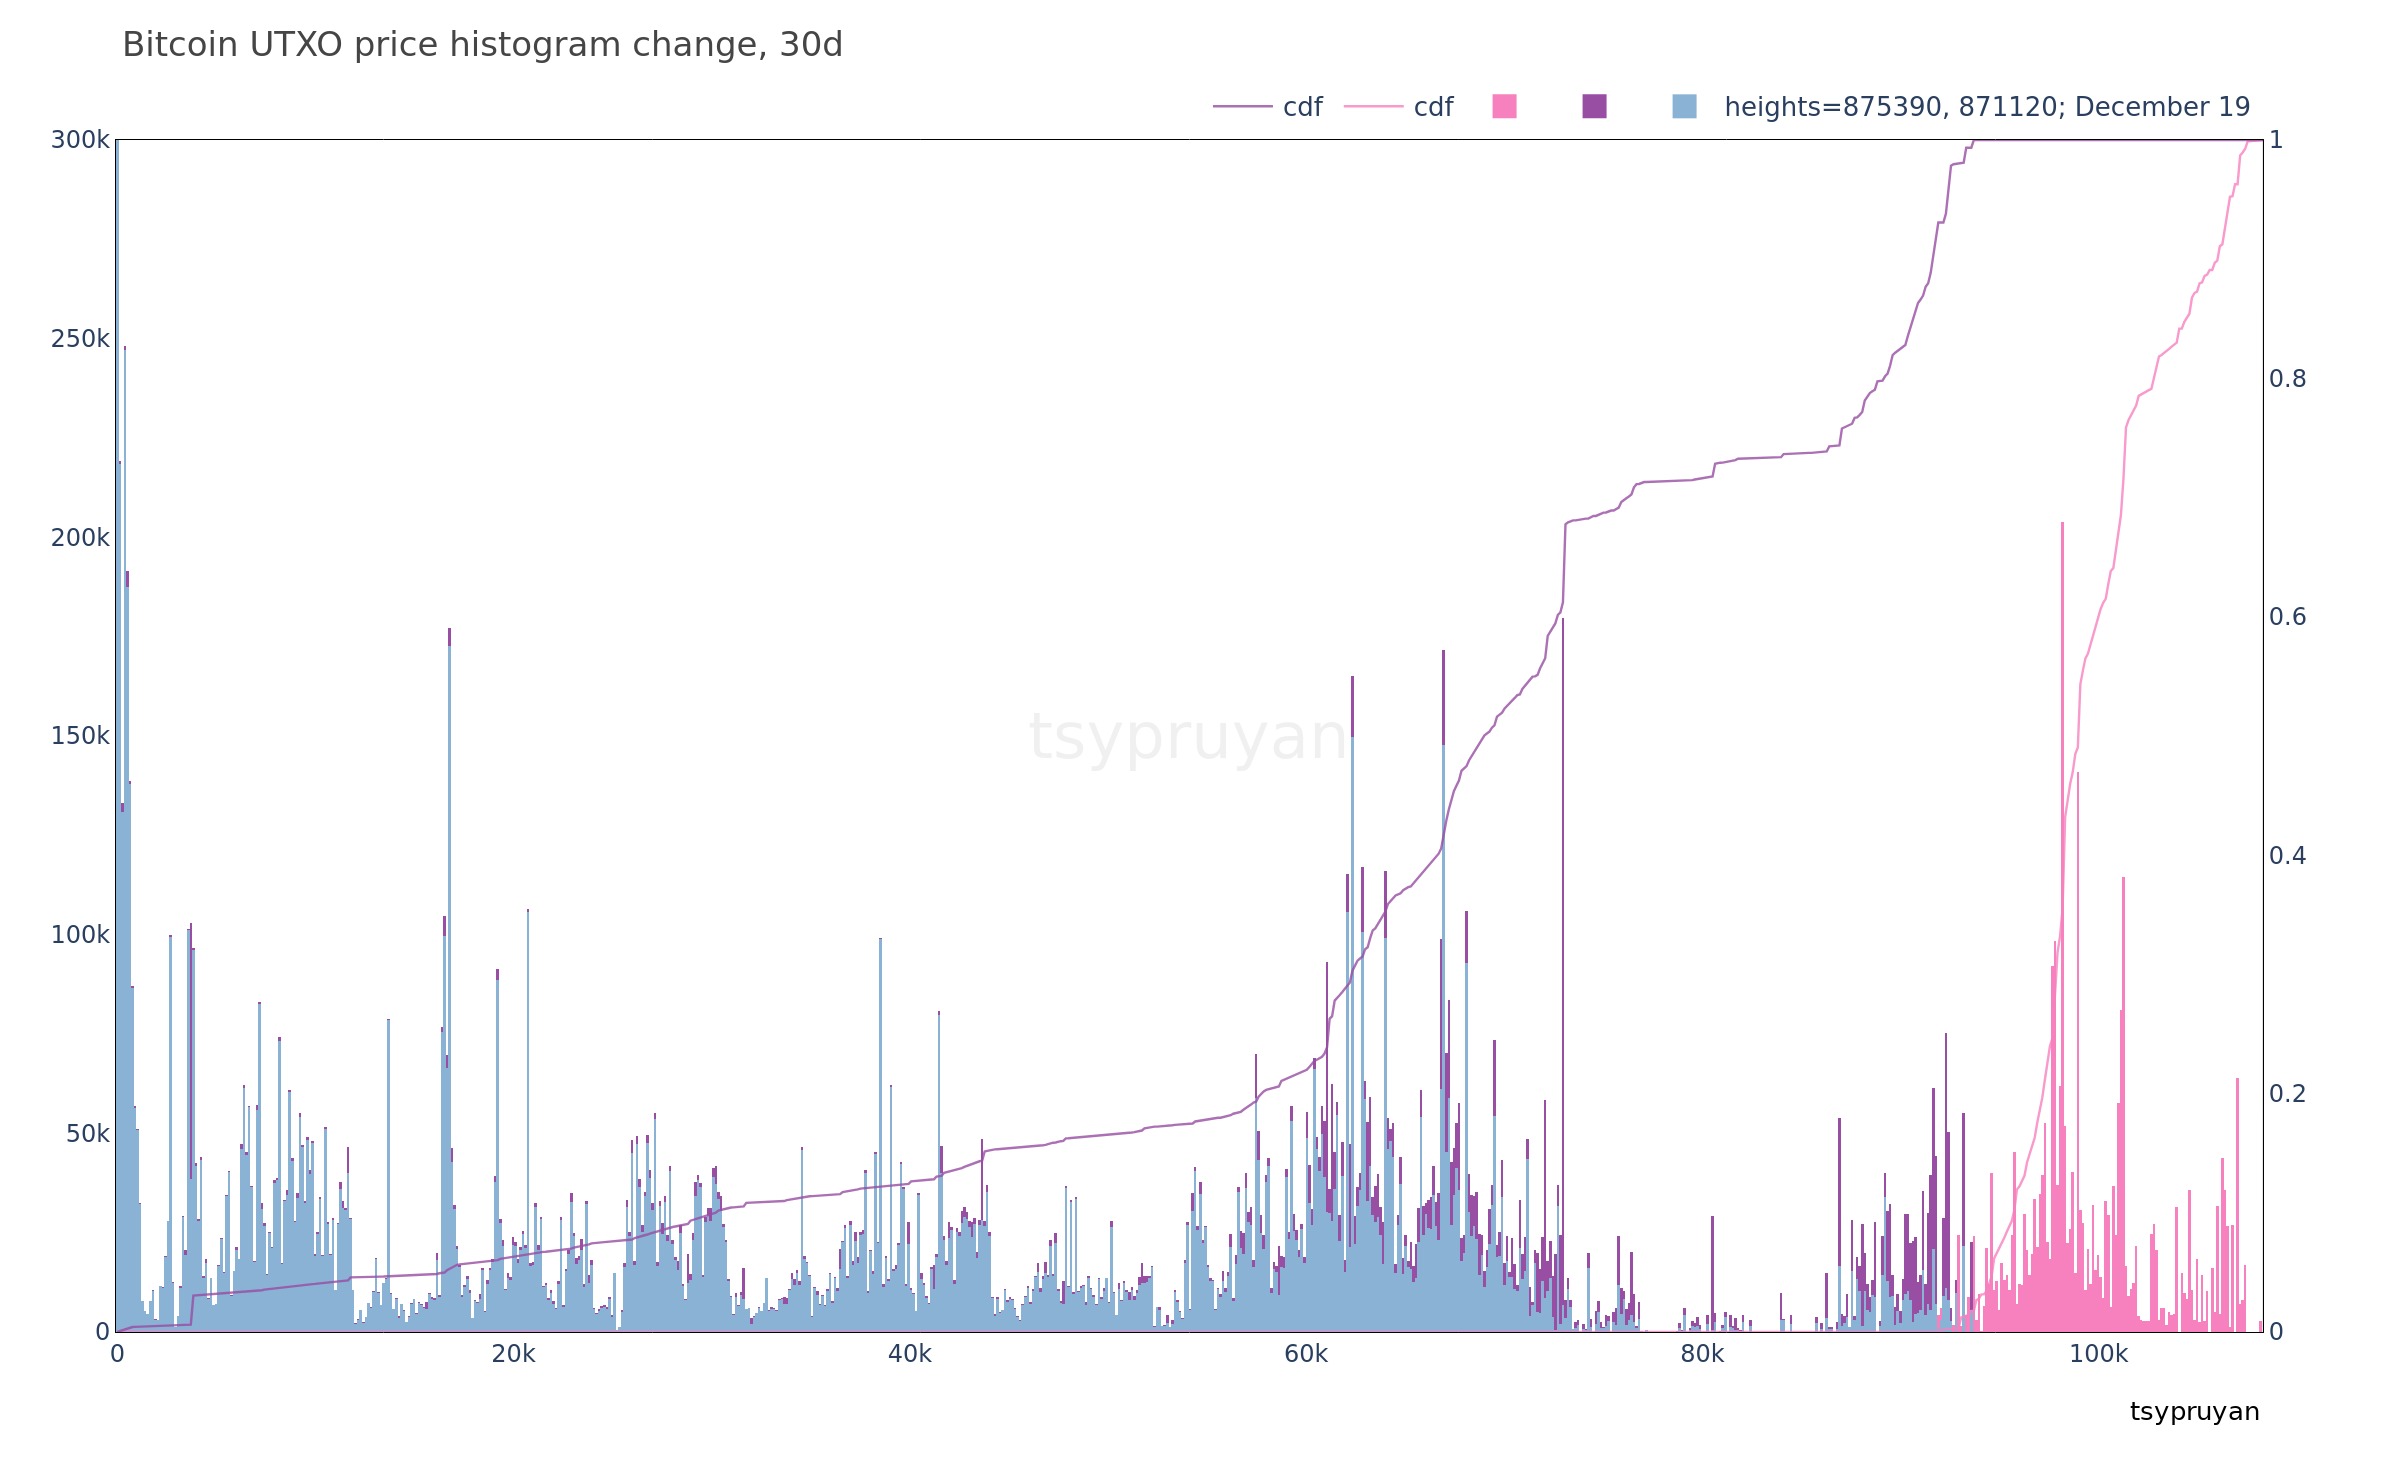 Bitcoin UTXO price histogram change, 30d
cdf cdf heights=875390, 871120; December 19
300k
250k
200k
150k
100k
50k
0
1
0.8
0.6
0.4
0.2
0
tsypruyan
0 20k 40k 60k 80k 100k
tsypruyan